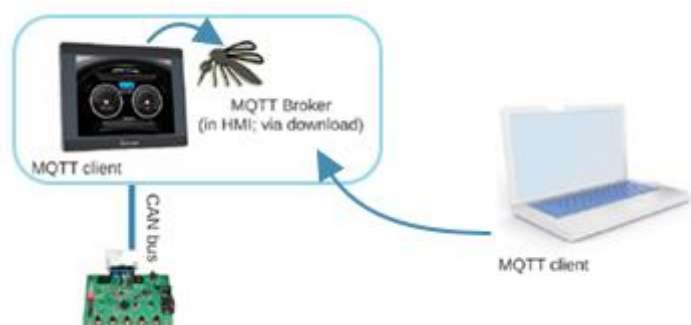 MQTT Broker
(in HMI; via download)
MQTT client
CAN bus
MQTT client